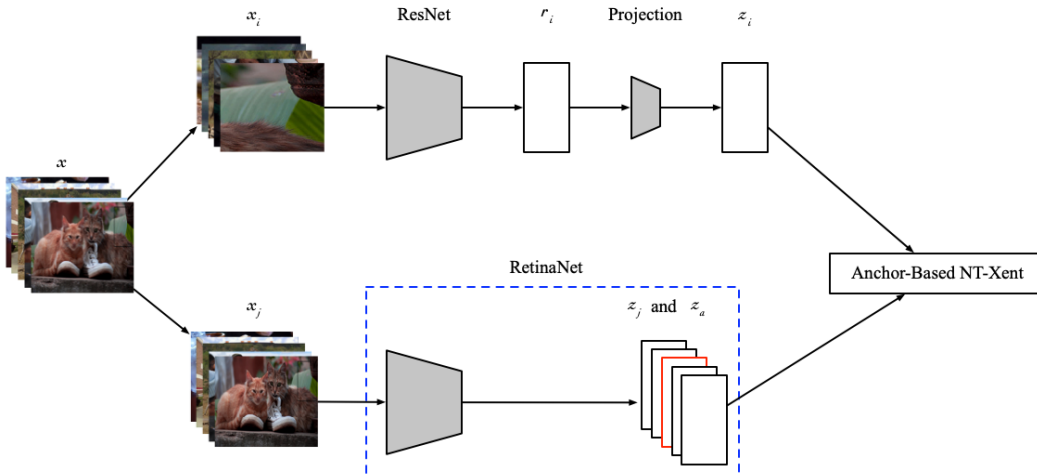 x_i
ResNet
r_i
Projection
z_i
x
RetinaNet
Anchor-Based NT-Xent
x_j
z_j and z_a